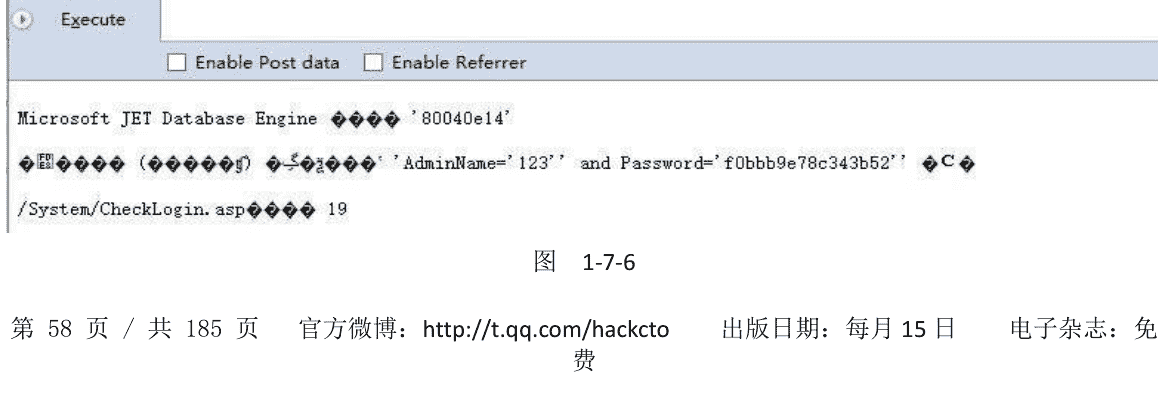 Execute
Enable Post data Enable Referrer
Microsoft JET Database Engine ���� '80040e14'
'AdminName='123'' and Password='f0bbb9e78c343b52''
/System/CheckLogin.asp���� 19
图 1-7-6
第 58 页 / 共 185 页 官方微博：http://t.qq.com/hackcto 出版日期：每月 15 日 电子杂志：免
费